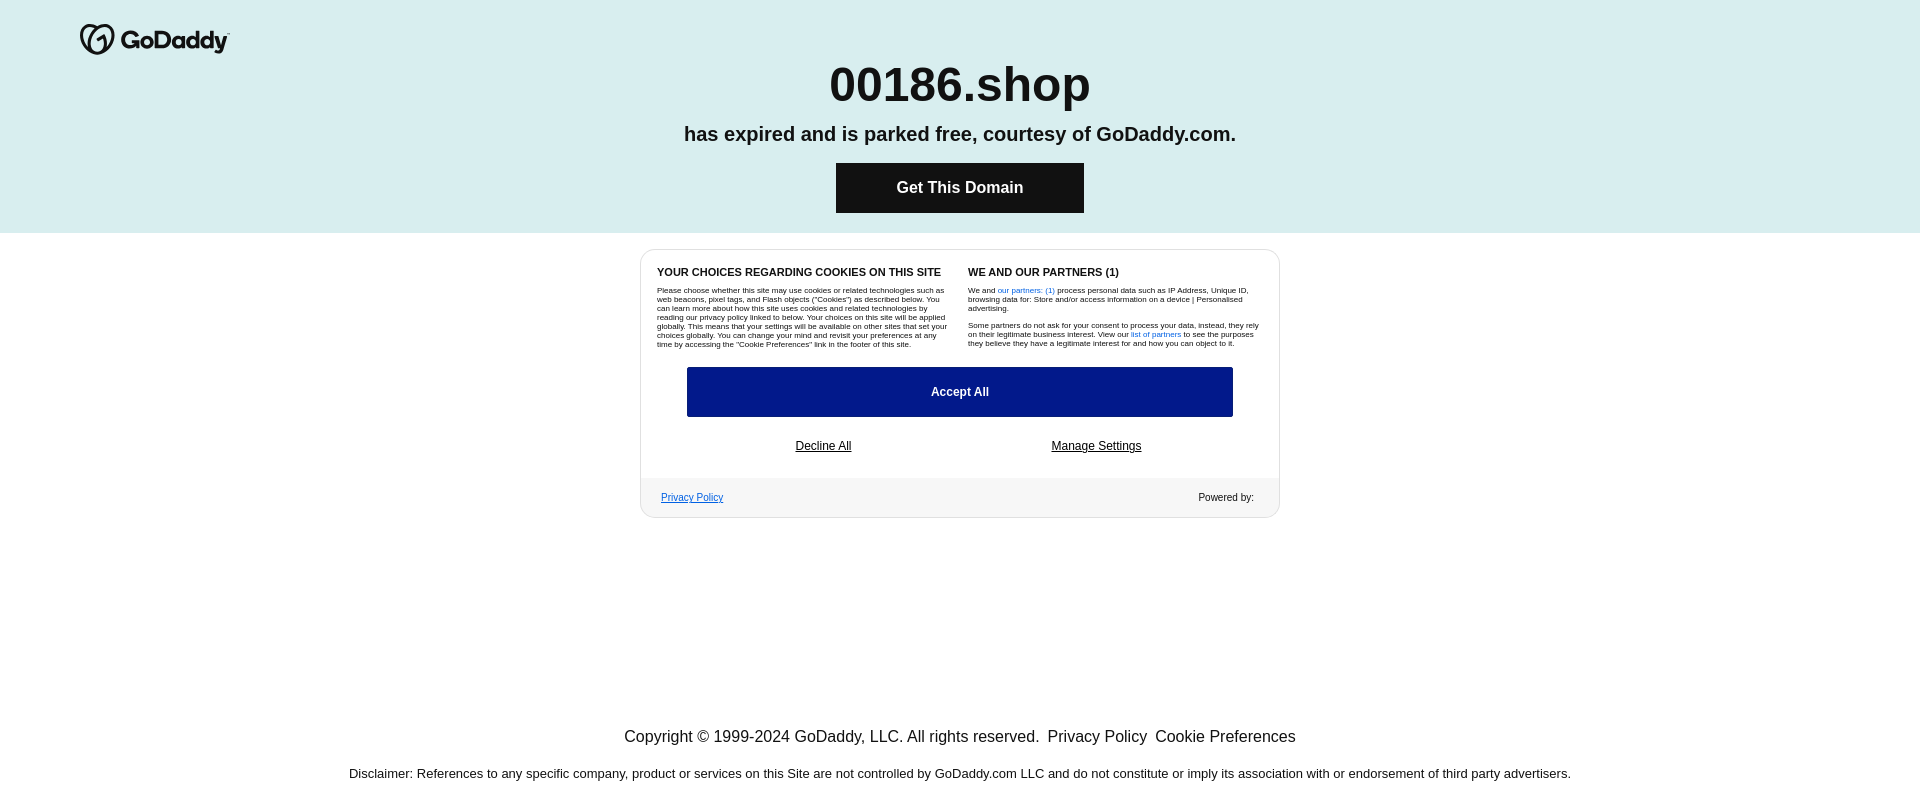 GoDaddy
00186.shop
has expired and is parked free, courtesy of GoDaddy.com.
Get This Domain
YOUR CHOICES REGARDING COOKIES ON THIS SITE
Please choose whether this site may use cookies or related technologies such as
web beacons, pixel tags, and Flash objects ("Cookies") as described below. You
can learn more about how this site uses cookies and related technologies by
reading our privacy policy linked to below. Your choices on this site will be applied
globally. This means that your settings will be available on other sites that set your
choices globally. You can change your mind and revisit your preferences at any
time by accessing the "Cookie Preferences" link in the footer of this site.
WE AND OUR PARTNERS (1)
We and our partners: (1) process personal data such as IP Address, Unique ID,
browsing data for: Store and/or access information on a device | Personalised
advertising.
Some partners do not ask for your consent to process your data, instead, they rely
on their legitimate business interest. View our list of partners to see the purposes
they believe they have a legitimate interest for and how you can object to it.
Accept All
Decline All
Manage Settings
Privacy Policy
Powered by:
Copyright © 1999-2024 GoDaddy, LLC. All rights reserved. Privacy Policy Cookie Preferences
Disclaimer: References to any specific company, product or services on this Site are not controlled by GoDaddy.com LLC and do not constitute or imply its association with or endorsement of third party advertisers.